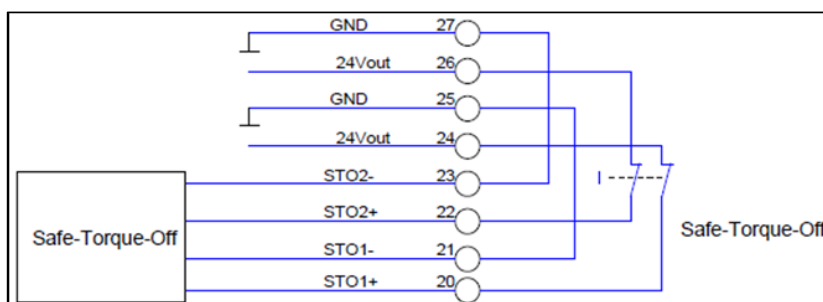 GND 27
24Vout 26
GND 25
24Vout 24
STO2- 23
STO2+ 22
STO1- 21
STO1+ 20
Safe-Torque-Off
I
Safe-Torque-Off